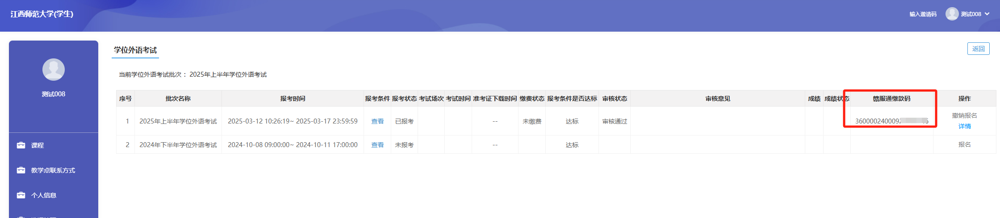 江西师范大学(学生)
输入邀请码 测试008
测试008
课程
教学点联系方式
个人信息
学位外语考试
返回
当前学位外语考试批次 : 2025年上半年学位外语考试
序号 批次名称 报考时间 报考条件 报考状态 考试场次 考试时间 准考证下载时间 缴费状态 报考条件是否达标 审核状态 审核意见 成绩 成绩状态 赣服通缴款码 操作
1 2025年上半年学位外语考试 2025-03-12 10:26:19~ 2025-03-17 23:59:59 查看 已报考 -- 未缴费 达标 审核通过 36000024000 撤销报名
详情
2 2024年下半年学位外语考试 2024-10-08 09:00:00~ 2024-10-11 17:00:00 查看 未报考 -- 达标 报名